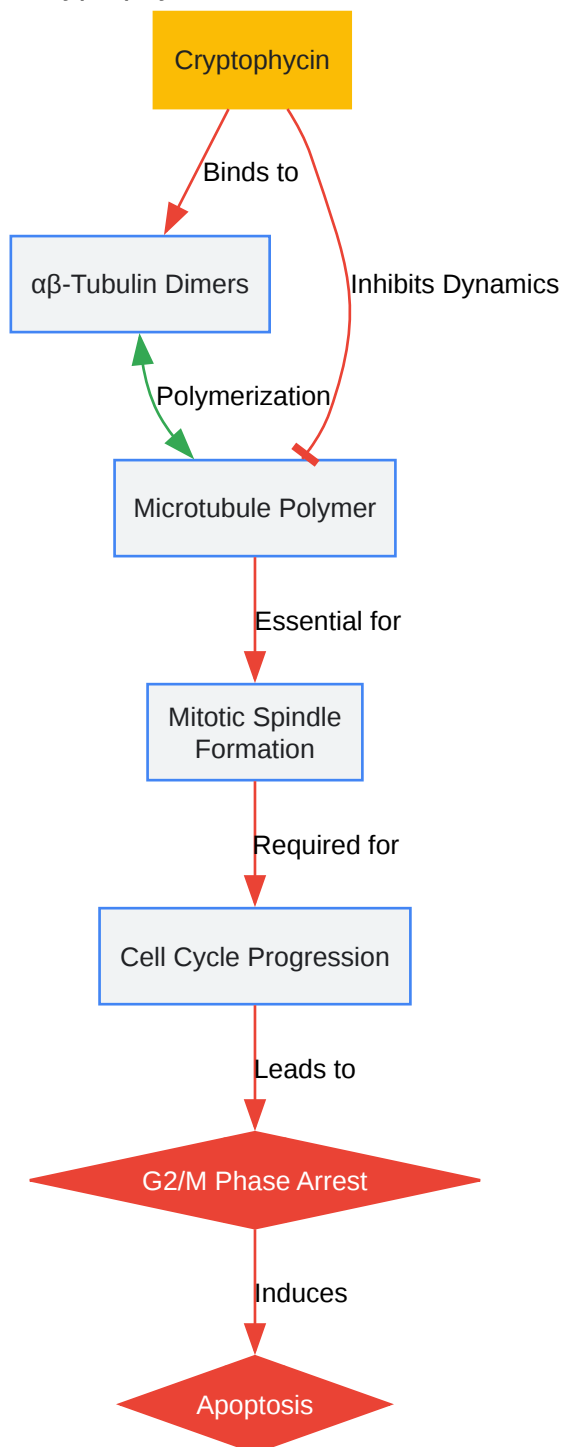 Cryptophycin
Binds to
αβ-Tubulin Dimers
Inhibits Dynamics
Polymerization
Microtubule Polymer
Essential for
Mitotic Spindle
Formation
Required for
Cell Cycle Progression
Leads to
G2/M Phase Arrest
Induces
Apoptosis